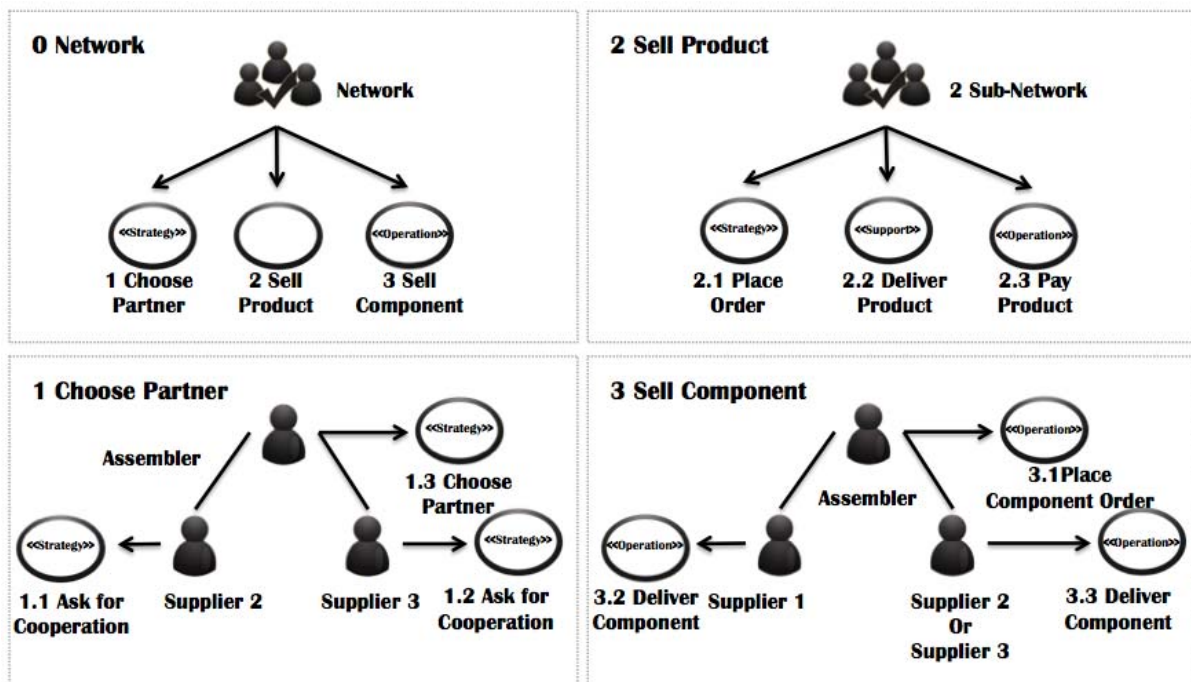 0 Network
Network
«Strategy»
«Operation»
1 Choose
Partner
2 Sell
Product
3 Sell
Component
2 Sell Product
2 Sub-Network
«Strategy»
«Support»
«Operation»
2.1 Place
Order
2.2 Deliver
Product
2.3 Pay
Product
1 Choose Partner
Assembler
«Strategy»
1.3 Choose
Partner
«Strategy»
«Strategy»
1.1 Ask for
Cooperation
Supplier 2
Supplier 3
1.2 Ask for
Cooperation
3 Sell Component
Assembler
«Operation»
3.1Place
Component Order
«Operation»
«Operation»
3.2 Deliver
Component
Supplier 1
Supplier 2
Or
Supplier 3
3.3 Deliver
Component